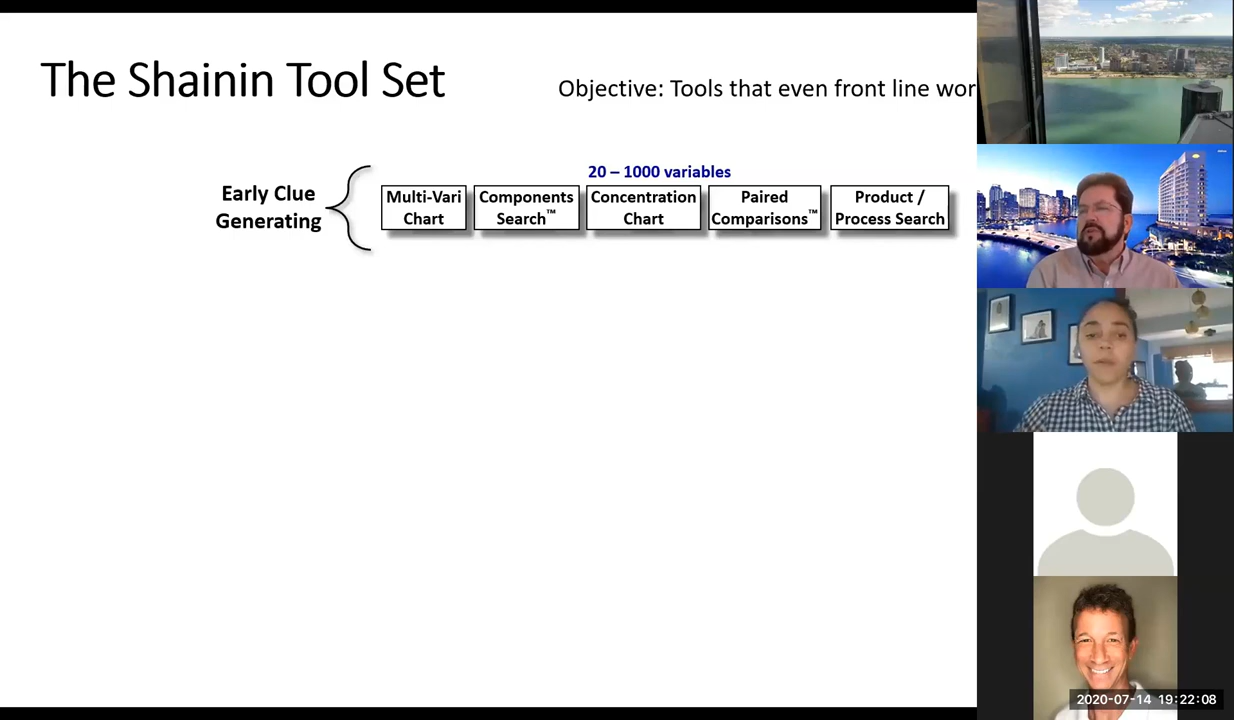 The Shainin Tool Set
Objective: Tools that even front line wor
20 – 1000 variables
Early Clue
Generating
Multi-Vari
Chart
Components
Search™
Concentration
Chart
Paired
Comparisons™
Product /
Process Search
2020-07-14 19:22:08